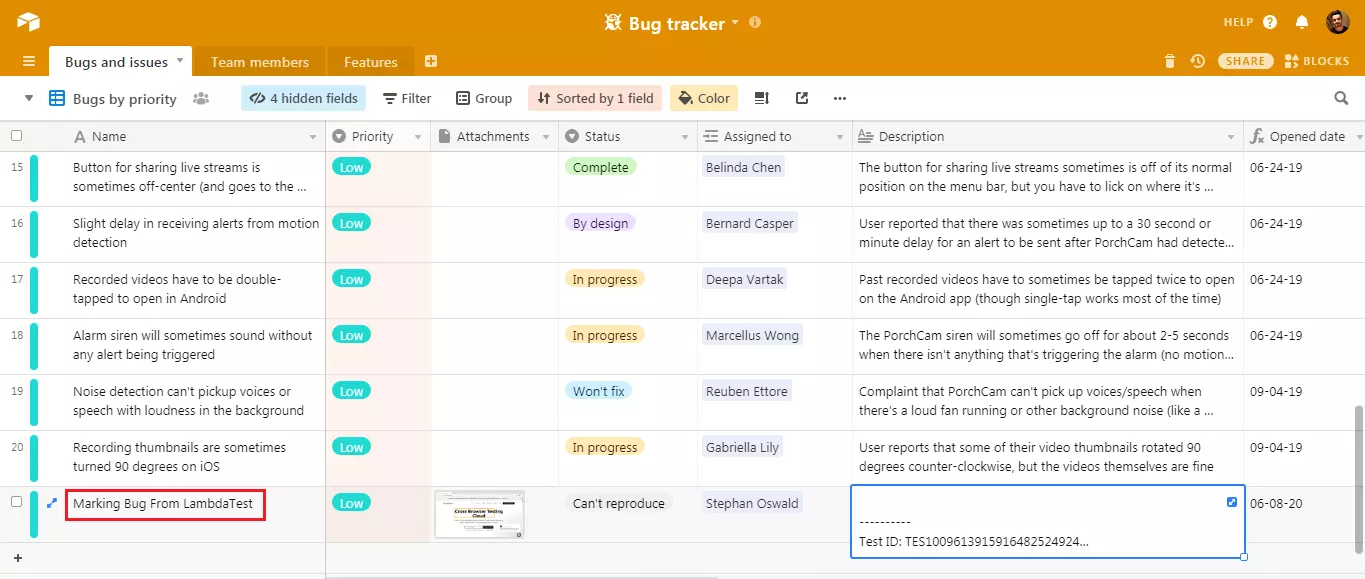 Bug tracker
HELP
Bugs and issues
Team members
Features
SHARE
BLOCKS
Bugs by priority
4 hidden fields
Filter
Group
Sorted by 1 field
Color
Name
Priority
Attachments
Status
Assigned to
Description
Opened date
15
Button for sharing live streams is
sometimes off-center (and goes to the ...
Low
Complete
Belinda Chen
The button for sharing live streams sometimes is off of its normal
position on the menu bar, but you have to lick on where it's ...
06-24-19
16
Slight delay in receiving alerts from motion
detection
Low
By design
Bernard Casper
User reported that there was sometimes up to a 30 second or
minute delay for an alert to be sent after PorchCam had detecte...
06-24-19
17
Recorded videos have to be double-
tapped to open in Android
Low
In progress
Deepa Vartak
Past recorded videos have to sometimes be tapped twice to open
on the Android app (though single-tap works most of the time)
06-24-19
18
Alarm siren will sometimes sound without
any alert being triggered
Low
In progress
Marcellus Wong
The PorchCam siren will sometimes go off for about 2-5 seconds
when there isn't anything that's triggering the alarm (no motion...
06-24-19
19
Noise detection can't pickup voices or
speech with loudness in the background
Low
Won't fix
Reuben Ettore
Complaint that PorchCam can't pick up voices/speech when
there's a loud fan running or other background noise (like a ...
09-04-19
20
Recording thumbnails are sometimes
turned 90 degrees on iOS
Low
In progress
Gabriella Lily
User reports that some of their video thumbnails rotated 90
degrees counter-clockwise, but the videos themselves are fine
09-04-19
Marking Bug From LambdaTest
Low
Cross Browser Testing
Cloud
Can't reproduce
Stephan Oswald
----------
Test ID: TES1009613915916482524924...
06-08-20